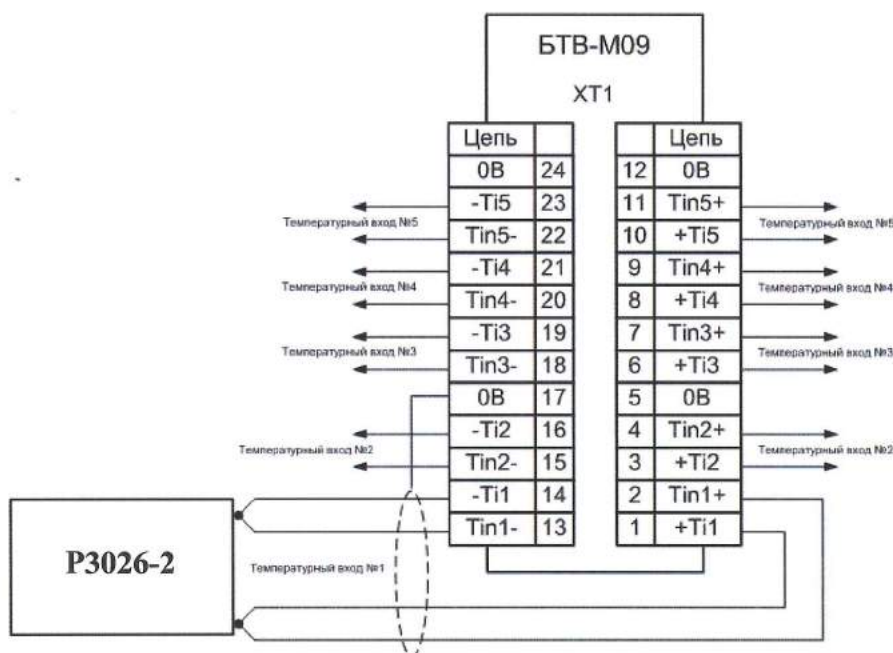 БТВ-М09
ХТ1
Цепь Цепь
0В 24 12 0В
-Ti5 23 11 Tin5+
Температурный вход №5 Температурный вход №5
Tin5- 22 10 +Ti5
-Ti4 21 9 Tin4+
Температурный вход №4 Температурный вход №4
Tin4- 20 8 +Ti4
-Ti3 19 7 Tin3+
Температурный вход №3 Температурный вход №3
Tin3- 18 6 +Ti3
0В 17 5 0В
-Ti2 16 4 Tin2+
Температурный вход №2 Температурный вход №2
Tin2- 15 3 +Ti2
-Ti1 14 2 Tin1+
Tin1- 13 1 +Ti1
Р3026-2
Температурный вход №1